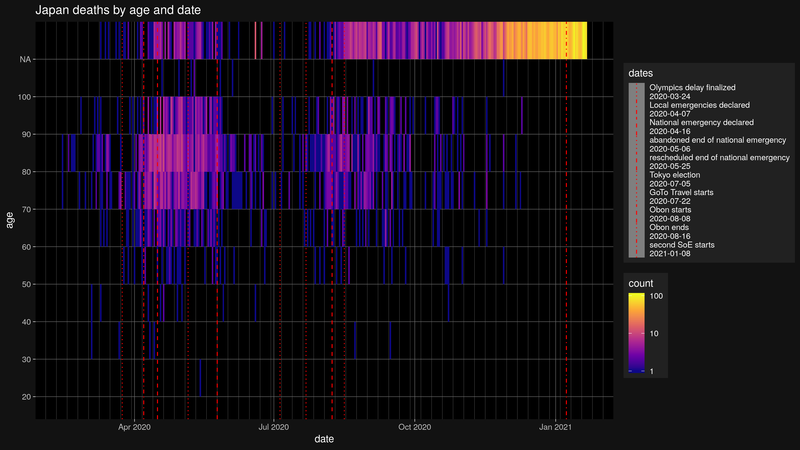 Japan deaths by age and date
age
NA
100
90
80
70
60
50
40
30
20
Apr 2020
Jul 2020
Oct 2020
Jan 2021
date
dates
Olympics delay finalized
2020-03-24
Local emergencies declared
2020-04-07
National emergency declared
2020-04-16
abandoned end of national emergency
2020-05-06
rescheduled end of national emergency
2020-05-25
Tokyo election
2020-07-05
GoTo Travel starts
2020-07-22
Obon starts
2020-08-08
Obon ends
2020-08-16
second SoE starts
2021-01-08
count
100
10
1